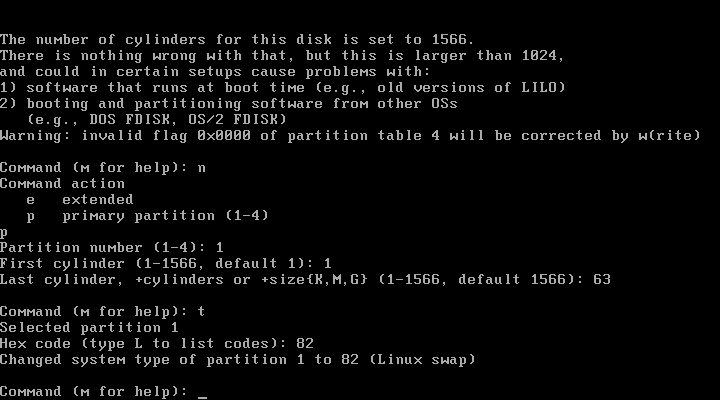 The number of cylinders for this disk is set to 1566.
There is nothing wrong with that, but this is larger than 1024,
and could in certain setups cause problems with:
1) software that runs at boot time (e.g., old versions of LILO)
2) booting and partitioning software from other OSs
   (e.g., DOS FDISK, OS/2 FDISK)
Warning: invalid flag 0x0000 of partition table 4 will be corrected by w(rite)
Command (m for help): n
Command action
   e   extended
   p   primary partition (1-4)
p
Partition number (1-4): 1
First cylinder (1-1566, default 1): 1
Last cylinder, +cylinders or +size{K,M,G} (1-1566, default 1566): 63
Command (m for help): t
Selected partition 1
Hex code (type L to list codes): 82
Changed system type of partition 1 to 82 (Linux swap)
Command (m for help): _